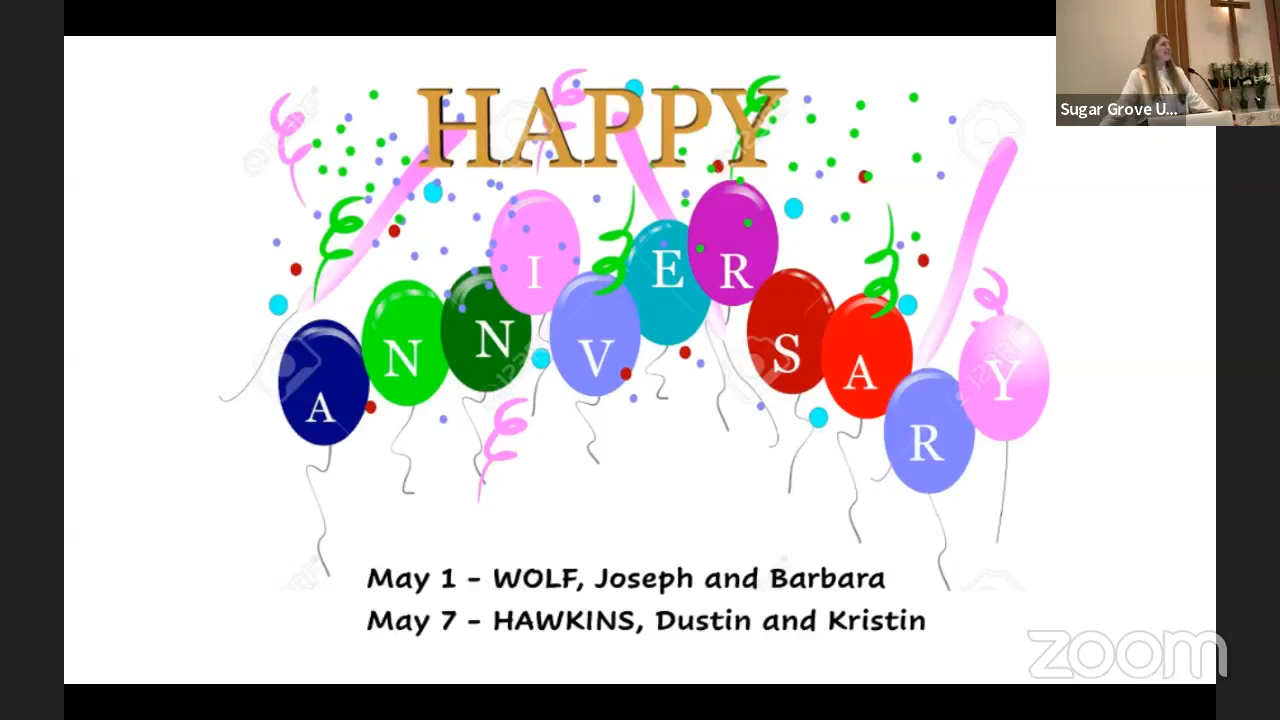 HAPPY
ANNIVERSARY
May 1 - WOLF, Joseph and Barbara
May 7 - HAWKINS, Dustin and Kristin
Sugar Grove U...
zoom